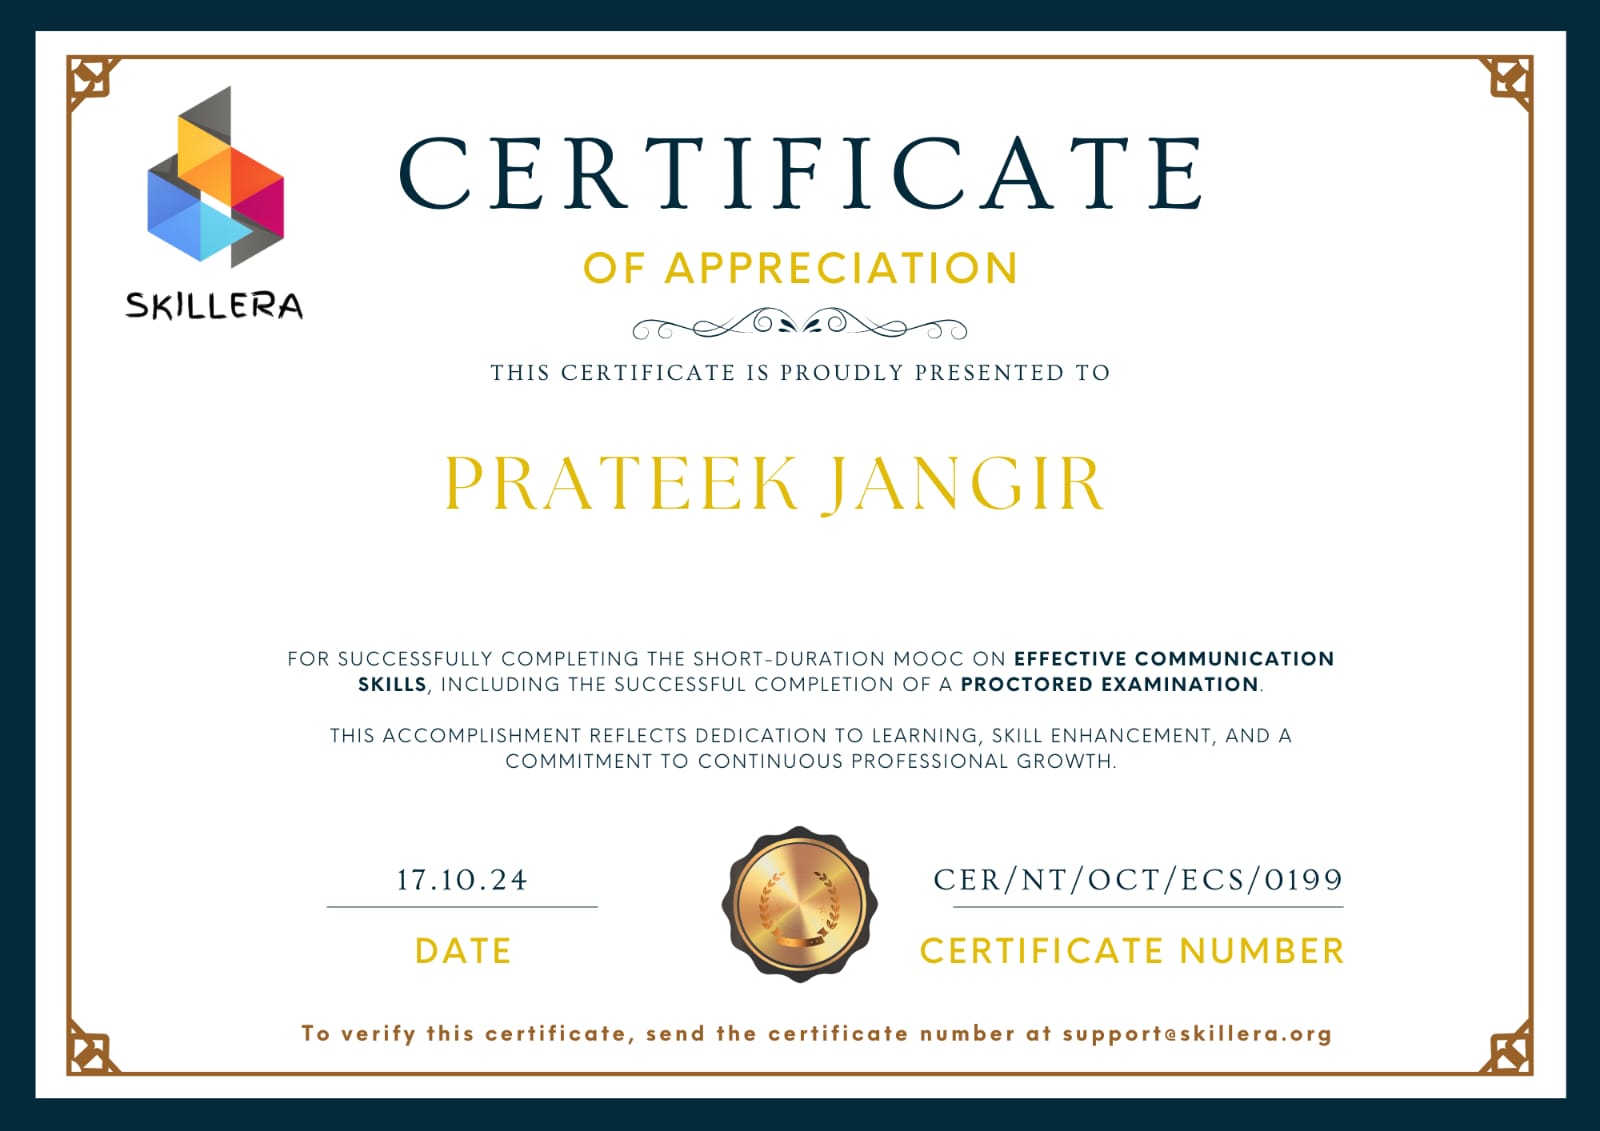 SKILLERA
CERTIFICATE
OF APPRECIATION
THIS CERTIFICATE IS PROUDLY PRESENTED TO
PRATEEK JANGIR
FOR SUCCESSFULLY COMPLETING THE SHORT-DURATION MOOC ON EFFECTIVE COMMUNICATION
SKILLS, INCLUDING THE SUCCESSFUL COMPLETION OF A PROCTORED EXAMINATION.
THIS ACCOMPLISHMENT REFLECTS DEDICATION TO LEARNING, SKILL ENHANCEMENT, AND A
COMMITMENT TO CONTINUOUS PROFESSIONAL GROWTH.
17.10.24
DATE
CER/NT/OCT/ECS/0199
CERTIFICATE NUMBER
To verify this certificate, send the certificate number at support@skillera.org